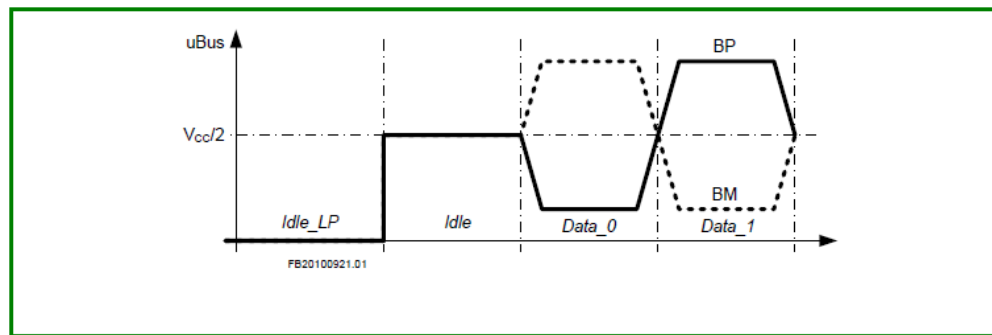 uBus
BP
Vcc/2
BM
Idle_LP
Idle
Data_0
Data_1
FB20100921.01